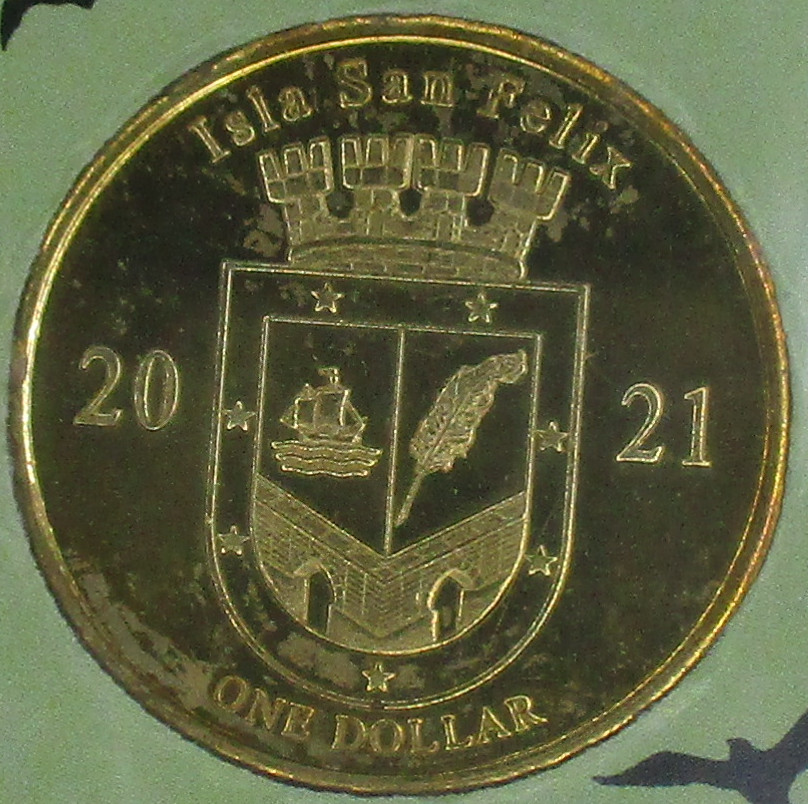 Isla San Felix
20 21
ONE DOLLAR